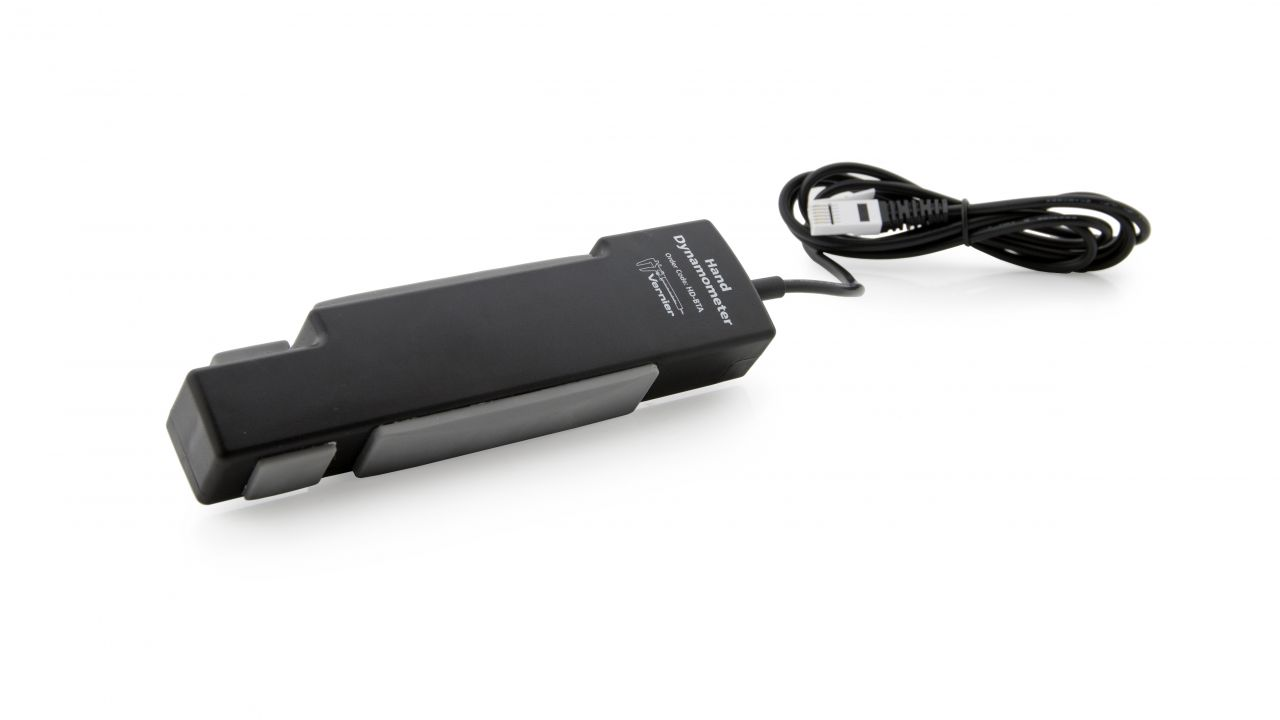 Hand
Dynamometer
Order Code: HD-BTA
Vernier